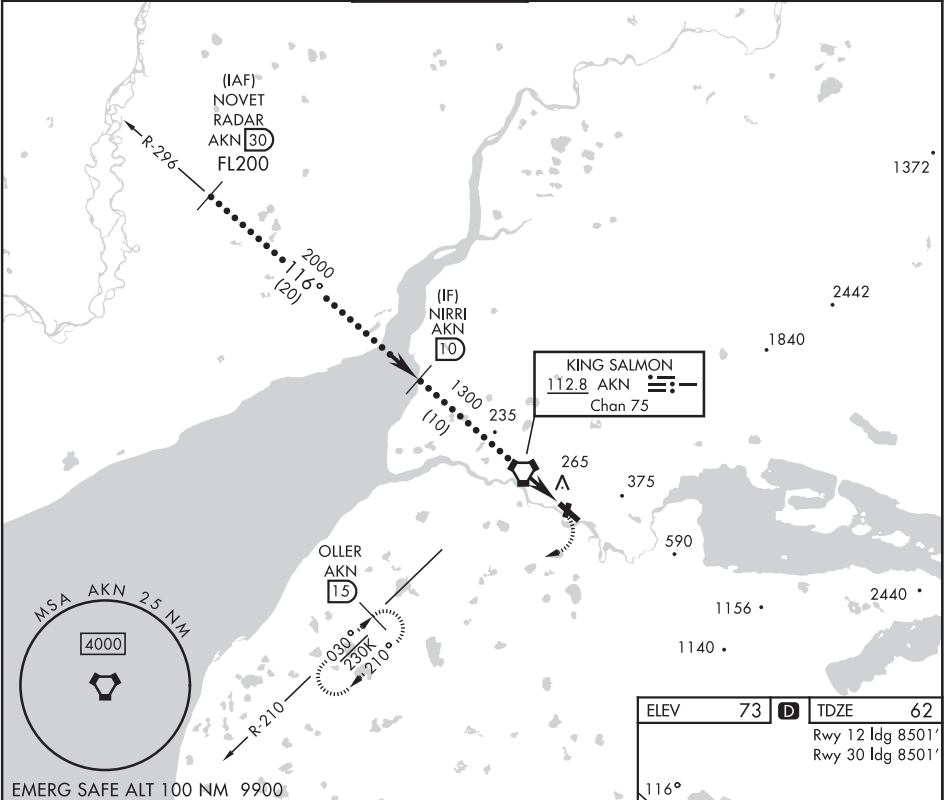 (IAF)
NOVET
RADAR
AKN 30
FL200
R-296
1372
2000
116°
(20)
2442
(IF)
NIRRI
AKN
10
1840
KING SALMON
112.8 AKN
Chan 75
1300
(10)
235
265
375
590
OLLER
AKN
15
MSA AKN 25 NM
4000
030°
230K
210°
R-210
1156
2440
1140
ELEV 73 D TDZE 62
Rwy 12 ldg 8501'
Rwy 30 ldg 8501'
116°
EMERG SAFE ALT 100 NM 9900